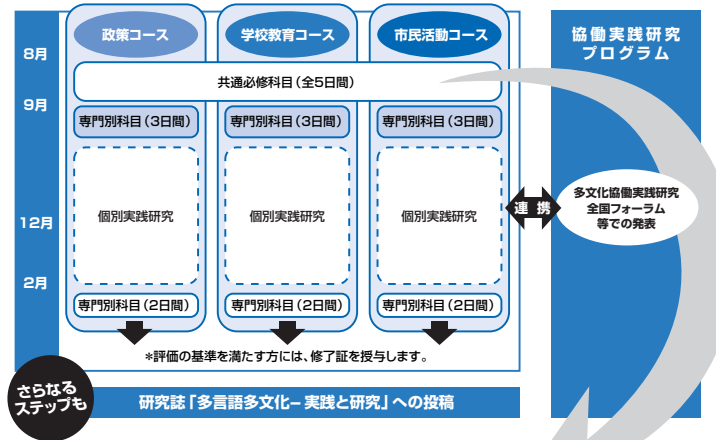 政策コース
学校教育コース
市民活動コース
8月
共通必修科目（全5日間）
9月
専門別科目（3日間）
専門別科目（3日間）
専門別科目（3日間）
個別実践研究
個別実践研究
個別実践研究
12月
2月
専門別科目（2日間）
専門別科目（2日間）
専門別科目（2日間）
＊評価の基準を満たす方には、修了証を授与します。
連 携
協働実践研究
プログラム
多文化協働実践研究
全国フォーラム
等での発表
さらなる
ステップも
研究誌「多言語多文化−実践と研究」への投稿